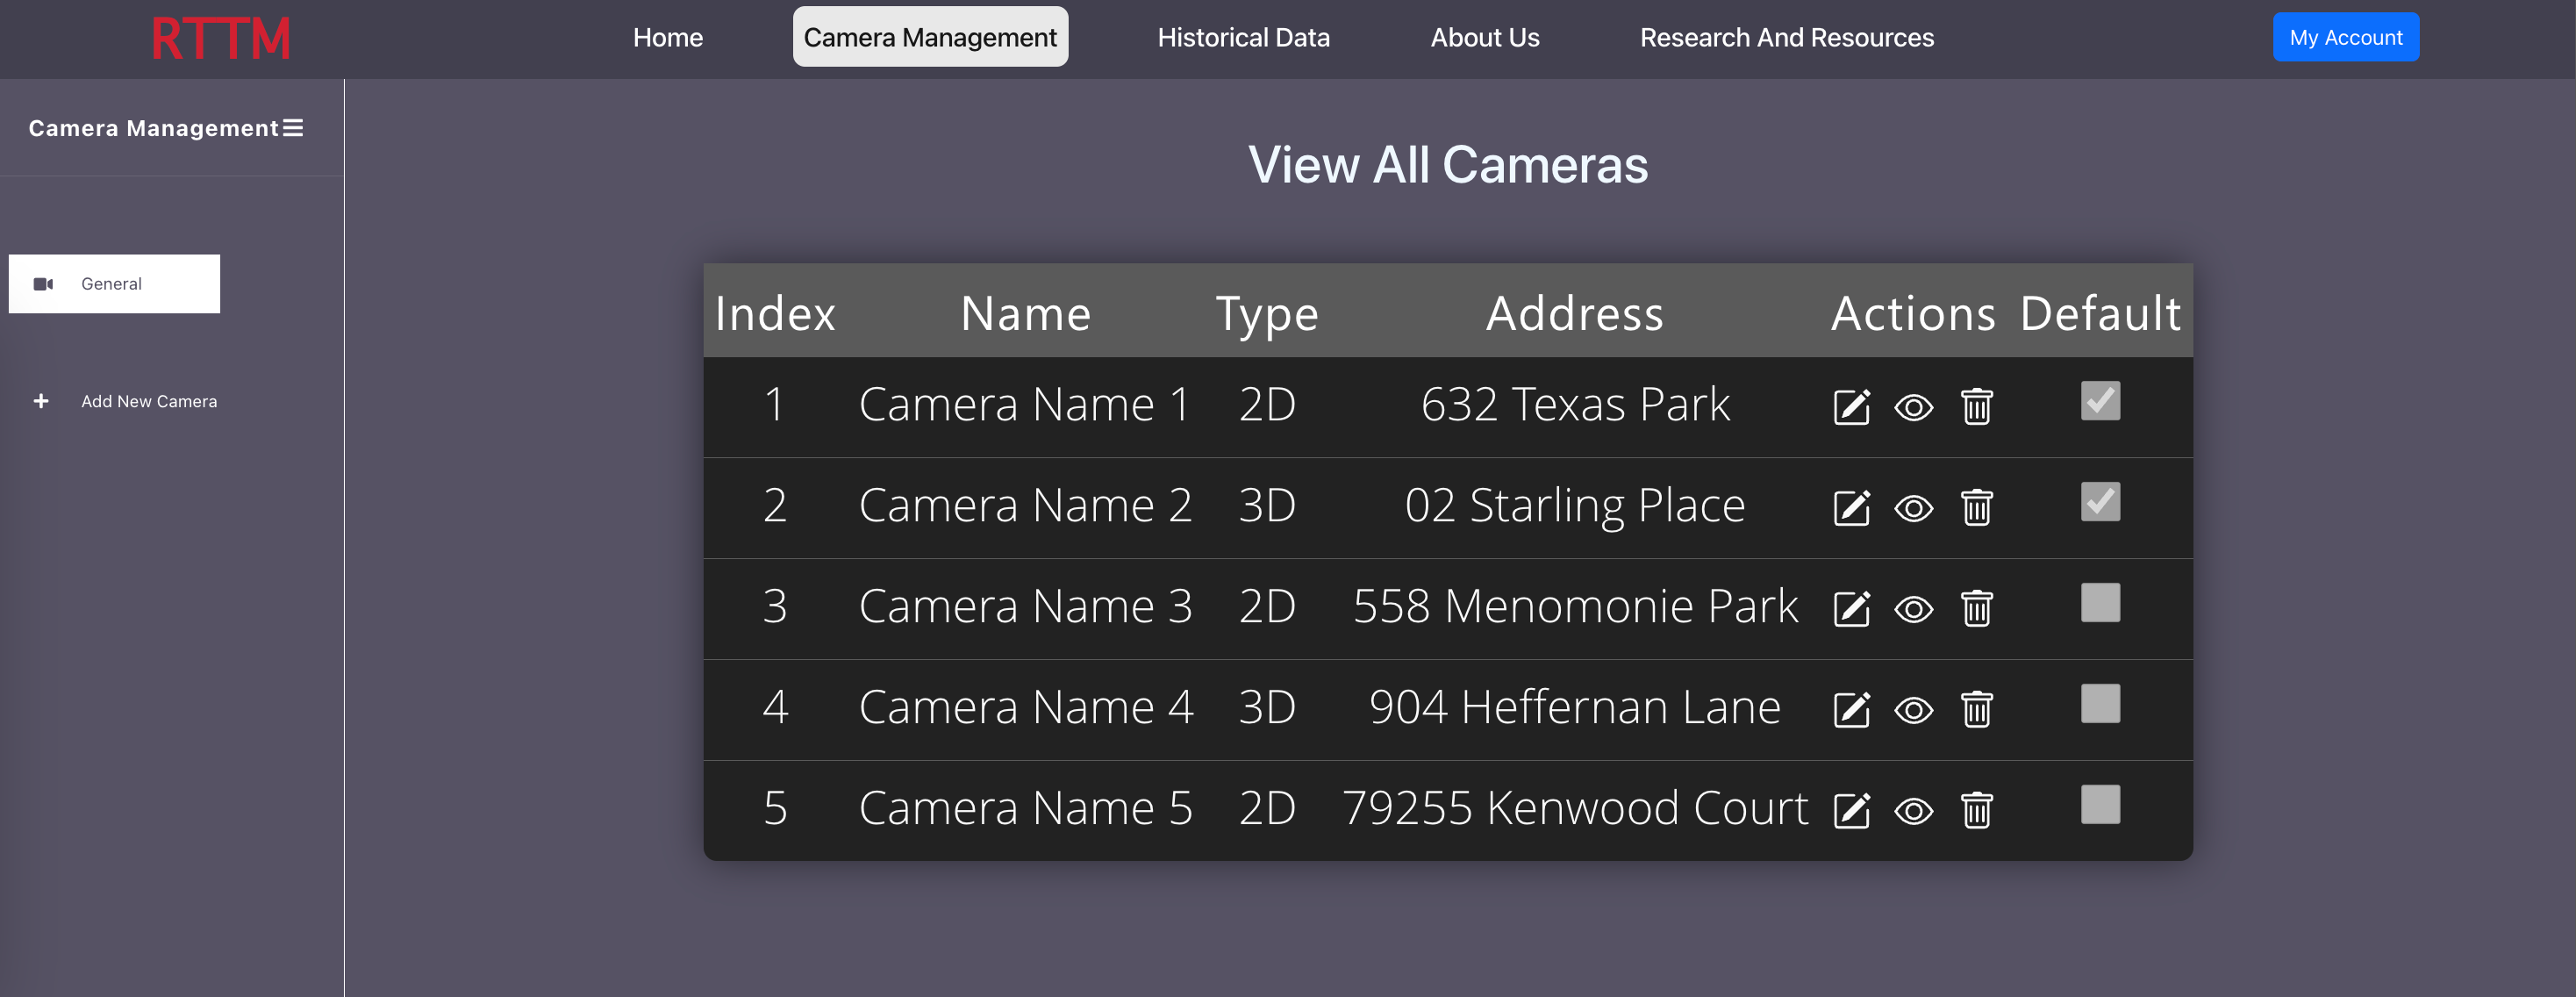 RTTM Home Camera Management Historical Data About Us Research And Resources My Account
Camera Management
General
Add New Camera
View All Cameras
Index Name Type Address Actions Default
1 Camera Name 1 2D 632 Texas Park
2 Camera Name 2 3D 02 Starling Place
3 Camera Name 3 2D 558 Menomonie Park
4 Camera Name 4 3D 904 Heffernan Lane
5 Camera Name 5 2D 79255 Kenwood Court